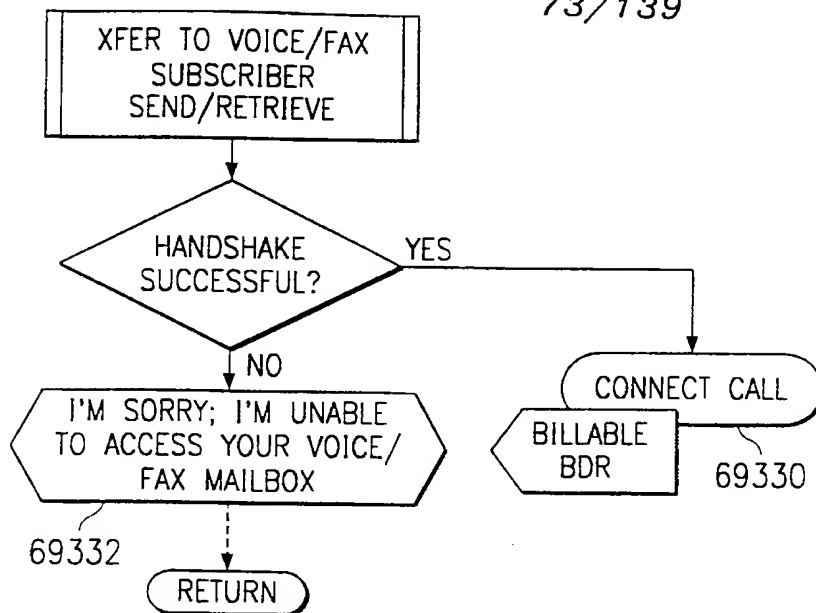 73/139
XFER TO VOICE/FAX
SUBSCRIBER
SEND/RETRIEVE
HANDSHAKE
SUCCESSFUL?
YES
NO
I'M SORRY; I'M UNABLE
TO ACCESS YOUR VOICE/
FAX MAILBOX
69332
RETURN
CONNECT CALL
BILLABLE
BDR
69330